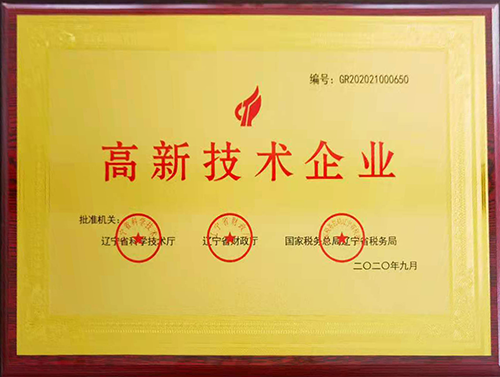 编号：GR202021000650
高新技术企业
批准机关：
辽宁省科学技术厅 辽宁省财政厅 国家税务总局辽宁省税务局
二〇二〇年九月